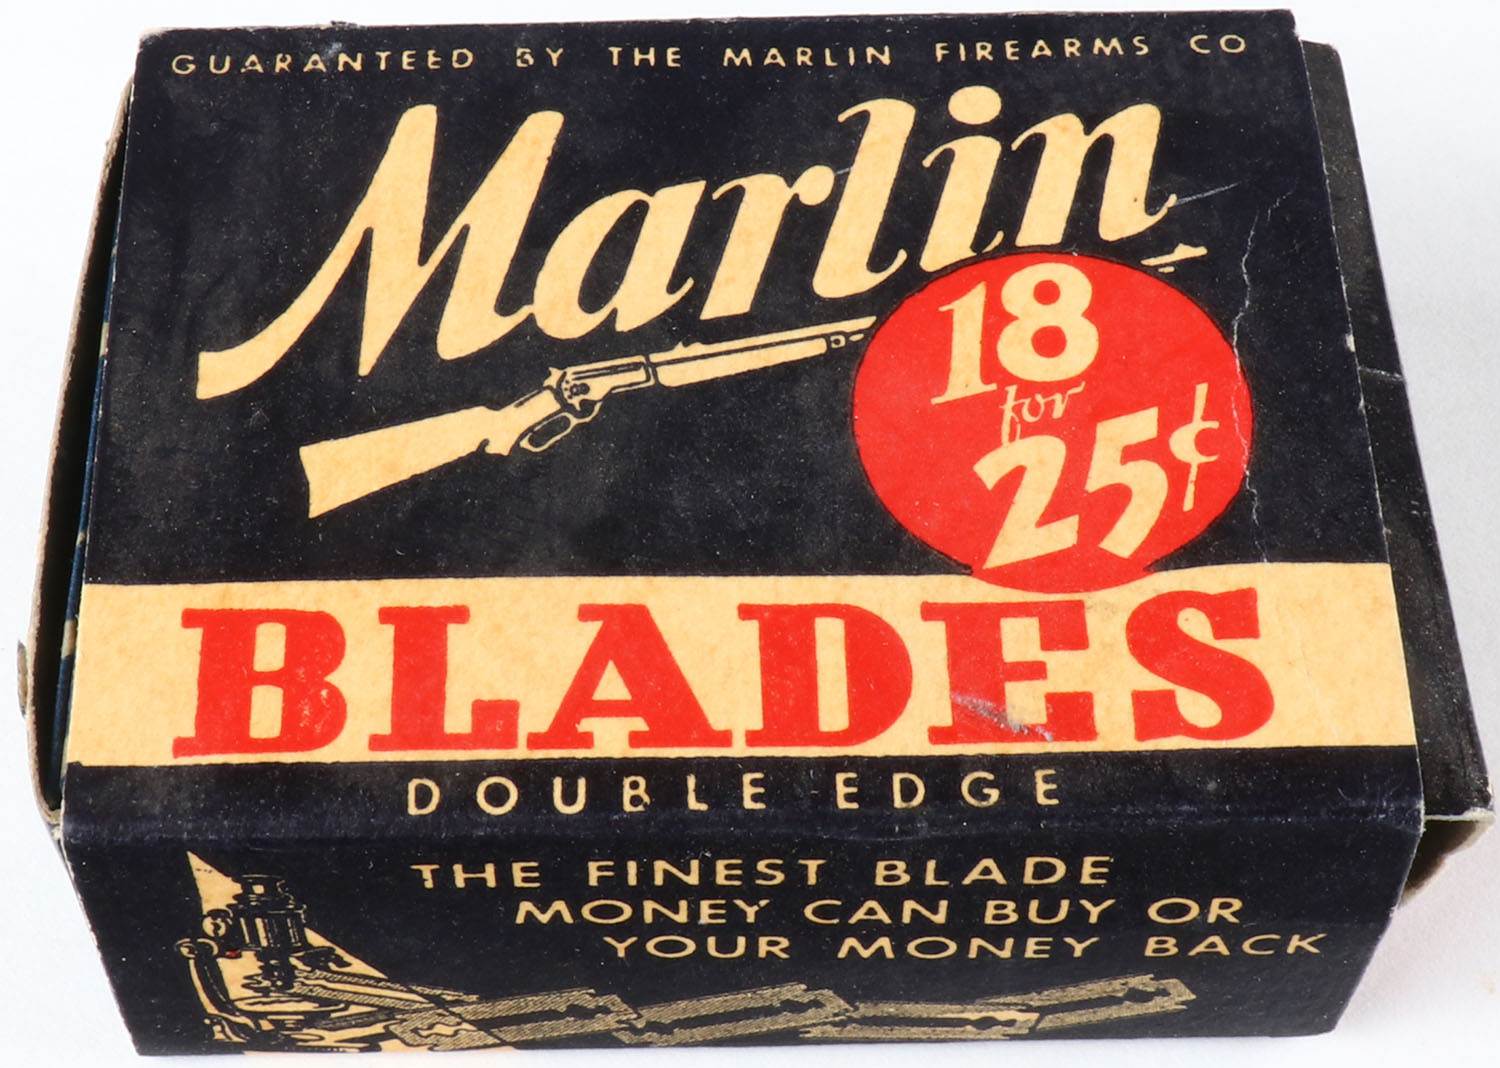 GUARANTEED BY THE MARLIN FIREARMS CO
Marlin
18
for
25¢
BLADES
DOUBLE EDGE
THE FINEST BLADE
MONEY CAN BUY OR
YOUR MONEY BACK